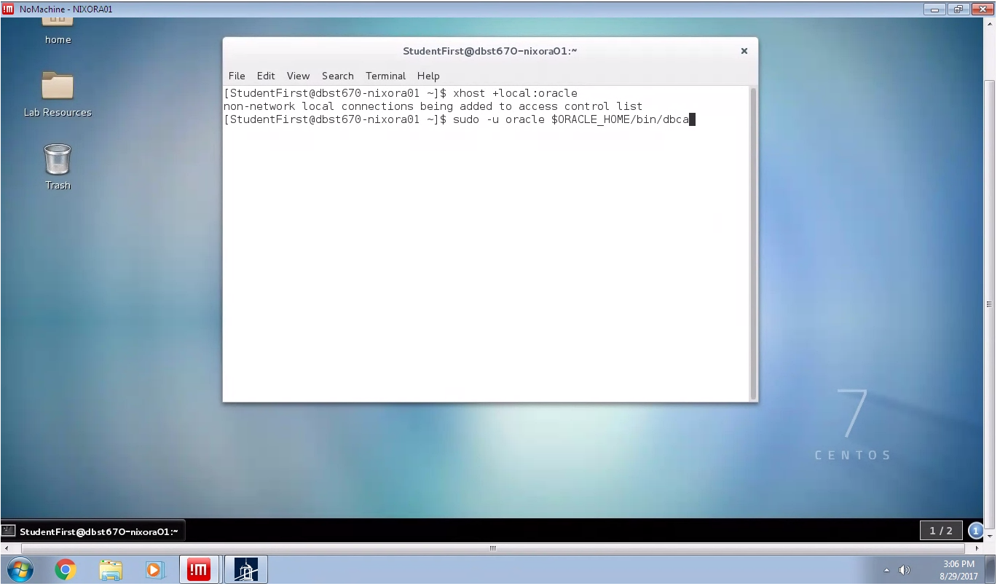 NoMachine - NIXORA01
home
StudentFirst@dbst670-nixora01:~
File Edit View Search Terminal Help
[StudentFirst@dbst670-nixora01 ~]$ xhost +local:oracle
non-network local connections being added to access control list
[StudentFirst@dbst670-nixora01 ~]$ sudo -u oracle $ORACLE_HOME/bin/dbca
Lab Resources
Trash
7
CENTOS
StudentFirst@dbst670-nixora01:~
1 / 2
1
!M
3:06 PM
8/29/2017